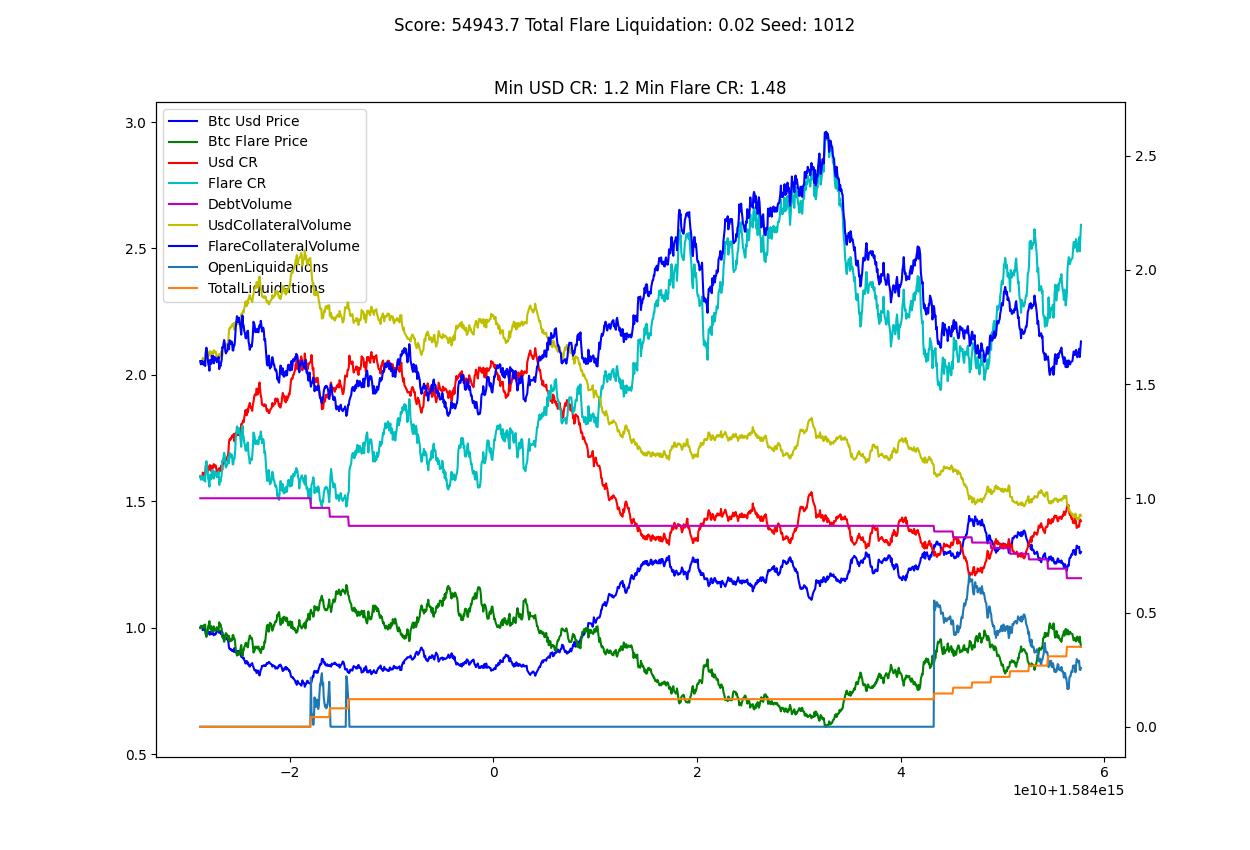 Score: 54943.7 Total Flare Liquidation: 0.02 Seed: 1012
Min USD CR: 1.2 Min Flare CR: 1.48
Btc Usd Price
Btc Flare Price
Usd CR
Flare CR
DebtVolume
UsdCollateralVolume
FlareCollateralVolume
OpenLiquidations
TotalLiquidations
3.0
2.5
2.0
1.5
1.0
0.5
2.5
2.0
1.5
1.0
0.5
0.0
−2
0
2
4
6
1e10+1.584e15